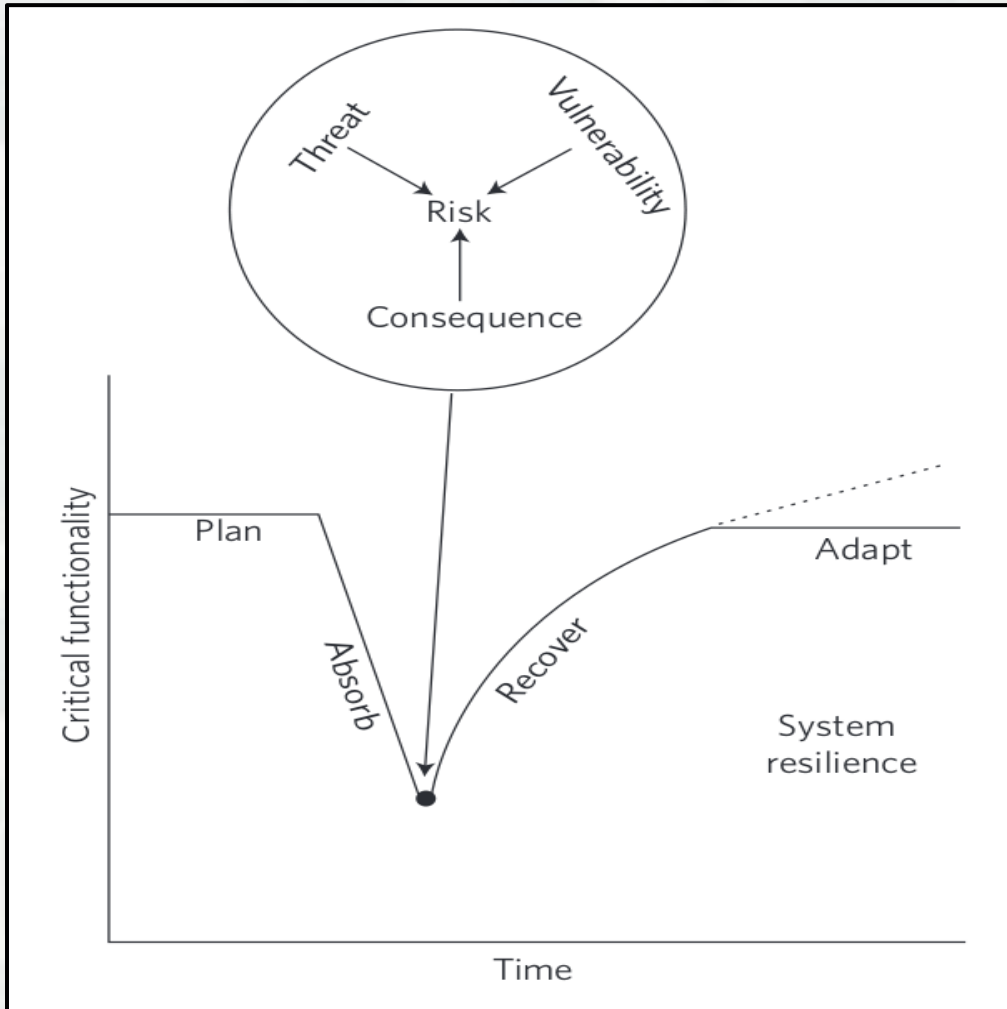 Threat
Vulnerability
Risk
Consequence
Critical functionality
Plan
Absorb
Recover
Adapt
System
resilience
Time